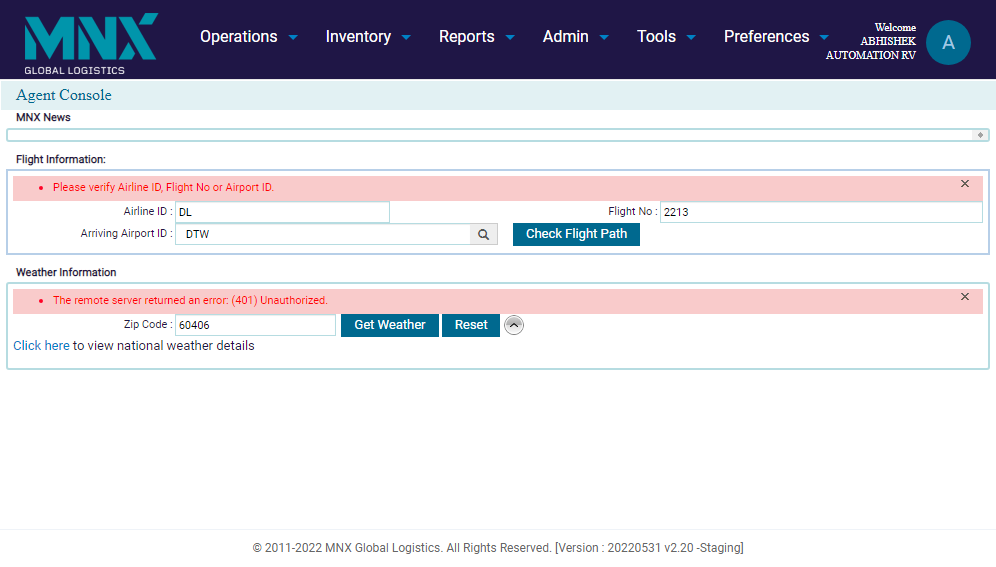 MNX
GLOBAL LOGISTICS
Operations Inventory Reports Admin Tools Preferences
Welcome
ABHISHEK
AUTOMATION RV
A
Agent Console
MNX News
Flight Information:
Please verify Airline ID, Flight No or Airport ID.
Airline ID : DL Flight No : 2213
Arriving Airport ID : DTW Check Flight Path
Weather Information
The remote server returned an error: (401) Unauthorized.
Zip Code : 60406 Get Weather Reset
Click here to view national weather details
© 2011-2022 MNX Global Logistics. All Rights Reserved. [Version : 20220531 v2.20 -Staging]